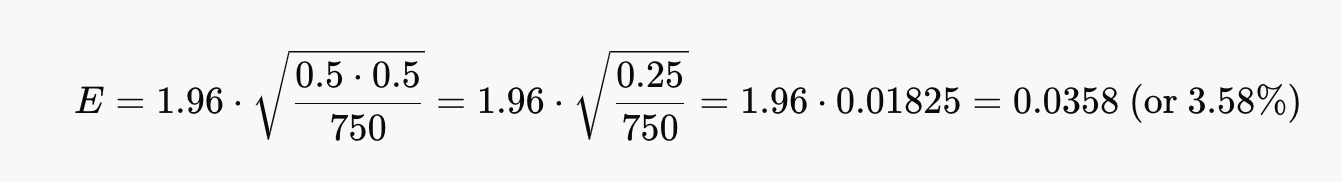 E = 1.96 · √(0.5 · 0.5 / 750) = 1.96 · √(0.25 / 750) = 1.96 · 0.01825 = 0.0358 (or 3.58%)